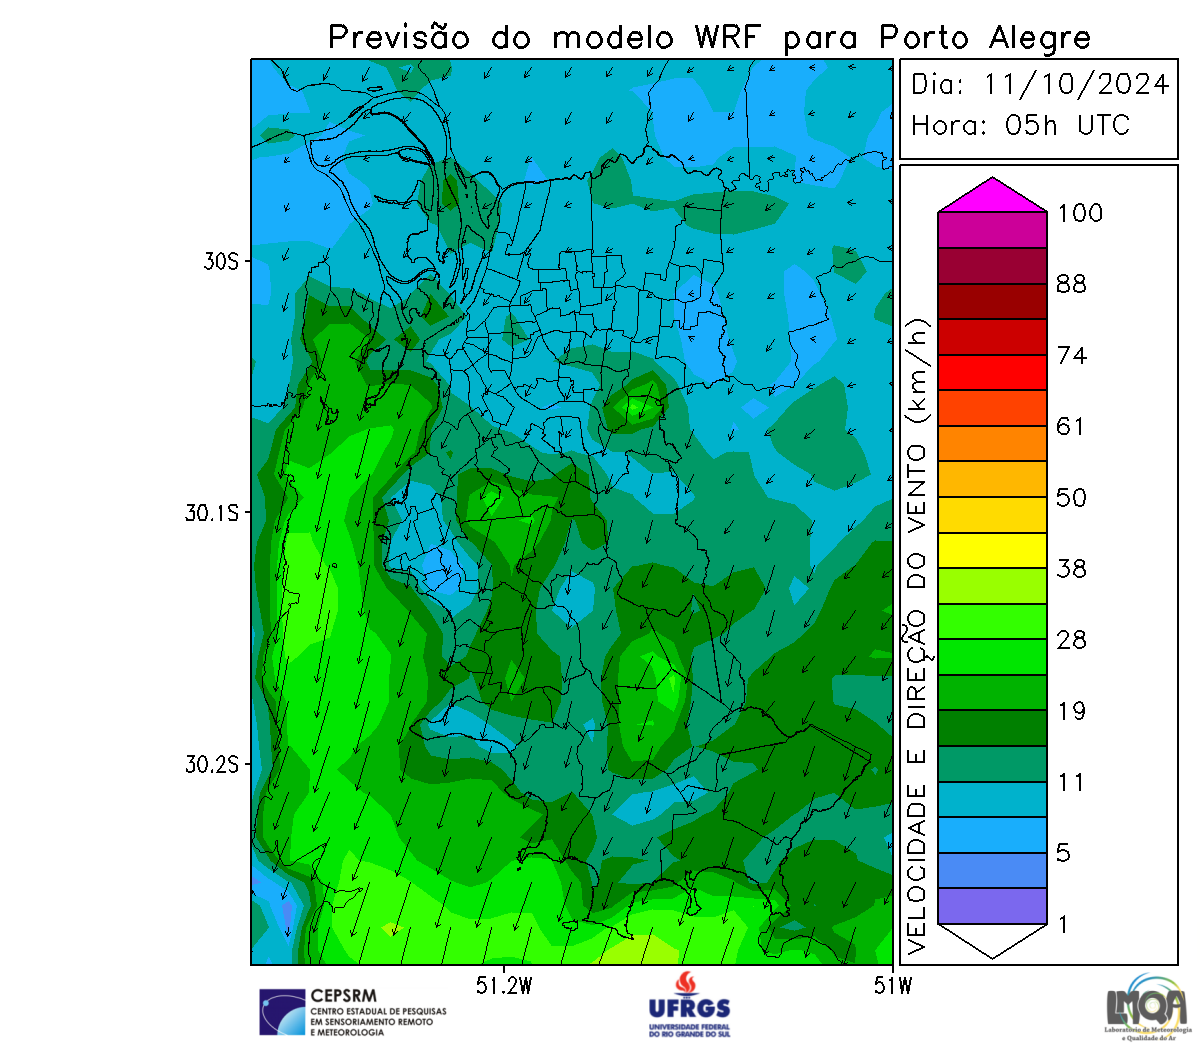 Previsão do modelo WRF para Porto Alegre
Dia: 11/10/2024
Hora: 05h UTC
30S
30.1S
30.2S
51.2W
51W
VELOCIDADE E DIREÇÃO DO VENTO (km/h)
100
88
74
61
50
38
28
19
11
5
1
CEPSRM
CENTRO ESTADUAL DE PESQUISAS
EM SENSORIAMENTO REMOTO
E METEOROLOGIA
UFRGS
UNIVERSIDADE FEDERAL
DO RIO GRANDE DO SUL
LMQA
Laboratório de Meteorologia
e Qualidade do Ar